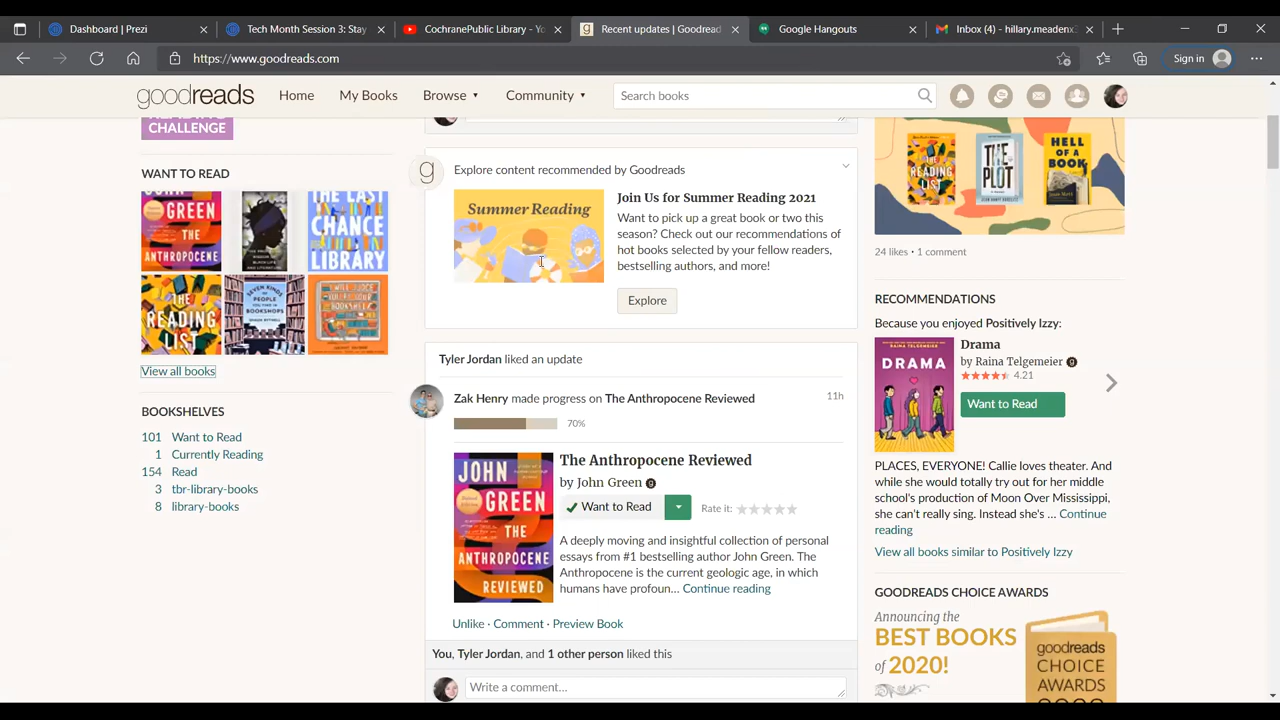 Dashboard | Prezi
Tech Month Session 3: Stay
CochranePublic Library - Yo
Recent updates | Goodread
Google Hangouts
Inbox (4) - hillary.meadenx3
https://www.goodreads.com
Sign in
goodreads
Home
My Books
Browse
Community
Search books
CHALLENGE
WANT TO READ
GREEN
THE
ANTHROPOCENE
CHANCE
LIBRARY
THE
READING
LIST
SEVEN KINDS
OF PEOPLE
YOU FIND IN
BOOKSHOPS
View all books
BOOKSHELVES
101 Want to Read
1 Currently Reading
154 Read
3 tbr-library-books
8 library-books
g
Explore content recommended by Goodreads
Summer Reading
Join Us for Summer Reading 2021
Want to pick up a great book or two this
season? Check out our recommendations of
hot books selected by your fellow readers,
bestselling authors, and more!
Explore
Tyler Jordan liked an update
Zak Henry made progress on The Anthropocene Reviewed
11h
70%
JOHN
GREEN
THE
ANTHROPOCENE
REVIEWED
The Anthropocene Reviewed
by John Green
Want to Read
Rate it:
A deeply moving and insightful collection of personal
essays from #1 bestselling author John Green. The
Anthropocene is the current geologic age, in which
humans have profoun... Continue reading
Unlike · Comment · Preview Book
You, Tyler Jordan, and 1 other person liked this
Write a comment...
THE
READING
LIST
THE
PLOT
HELL
OF A
BOOK
24 likes · 1 comment
RECOMMENDATIONS
Because you enjoyed Positively Izzy:
DRAMA
Drama
by Raina Telgemeier
4.21
Want to Read
PLACES, EVERYONE! Callie loves theater. And
while she would totally try out for her middle
school's production of Moon Over Mississippi,
she can't really sing. Instead she's ... Continue
reading
View all books similar to Positively Izzy
GOODREADS CHOICE AWARDS
Announcing the
BEST BOOKS
of 2020!
goodreads
CHOICE
AWARDS